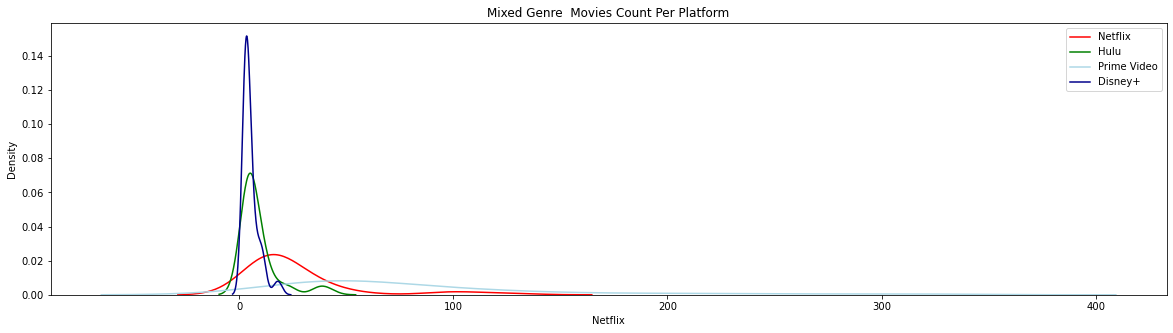 Mixed Genre  Movies Count Per Platform
Netflix
Hulu
Prime Video
Disney+
Density
0.14
0.12
0.10
0.08
0.06
0.04
0.02
0.00
0 100 200 300 400
Netflix